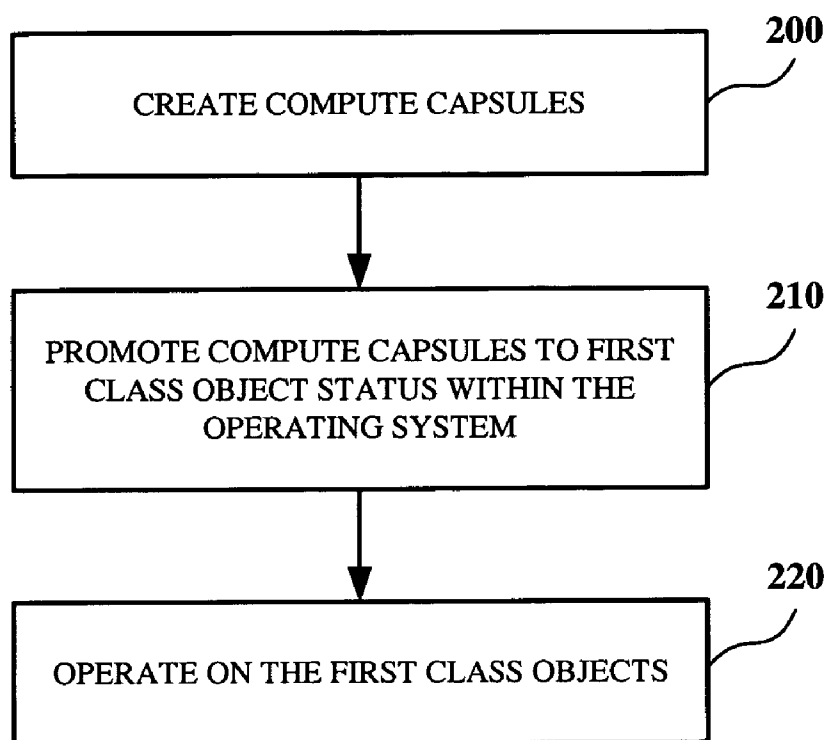 200
CREATE COMPUTE CAPSULES
210
PROMOTE COMPUTE CAPSULES TO FIRST
CLASS OBJECT STATUS WITHIN THE
OPERATING SYSTEM
220
OPERATE ON THE FIRST CLASS OBJECTS